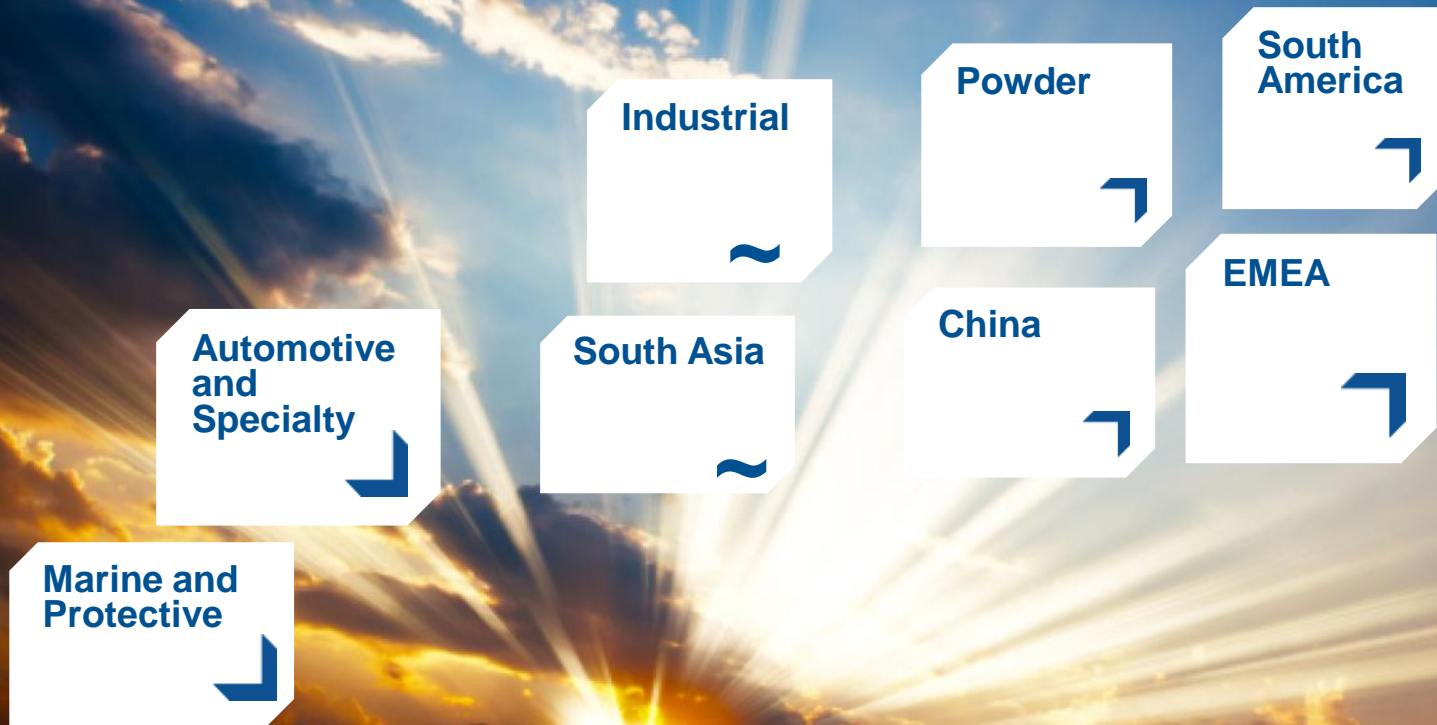 South
America
Powder
Industrial
~
EMEA
China
Automotive
and
Specialty
South Asia
~
Marine and
Protective